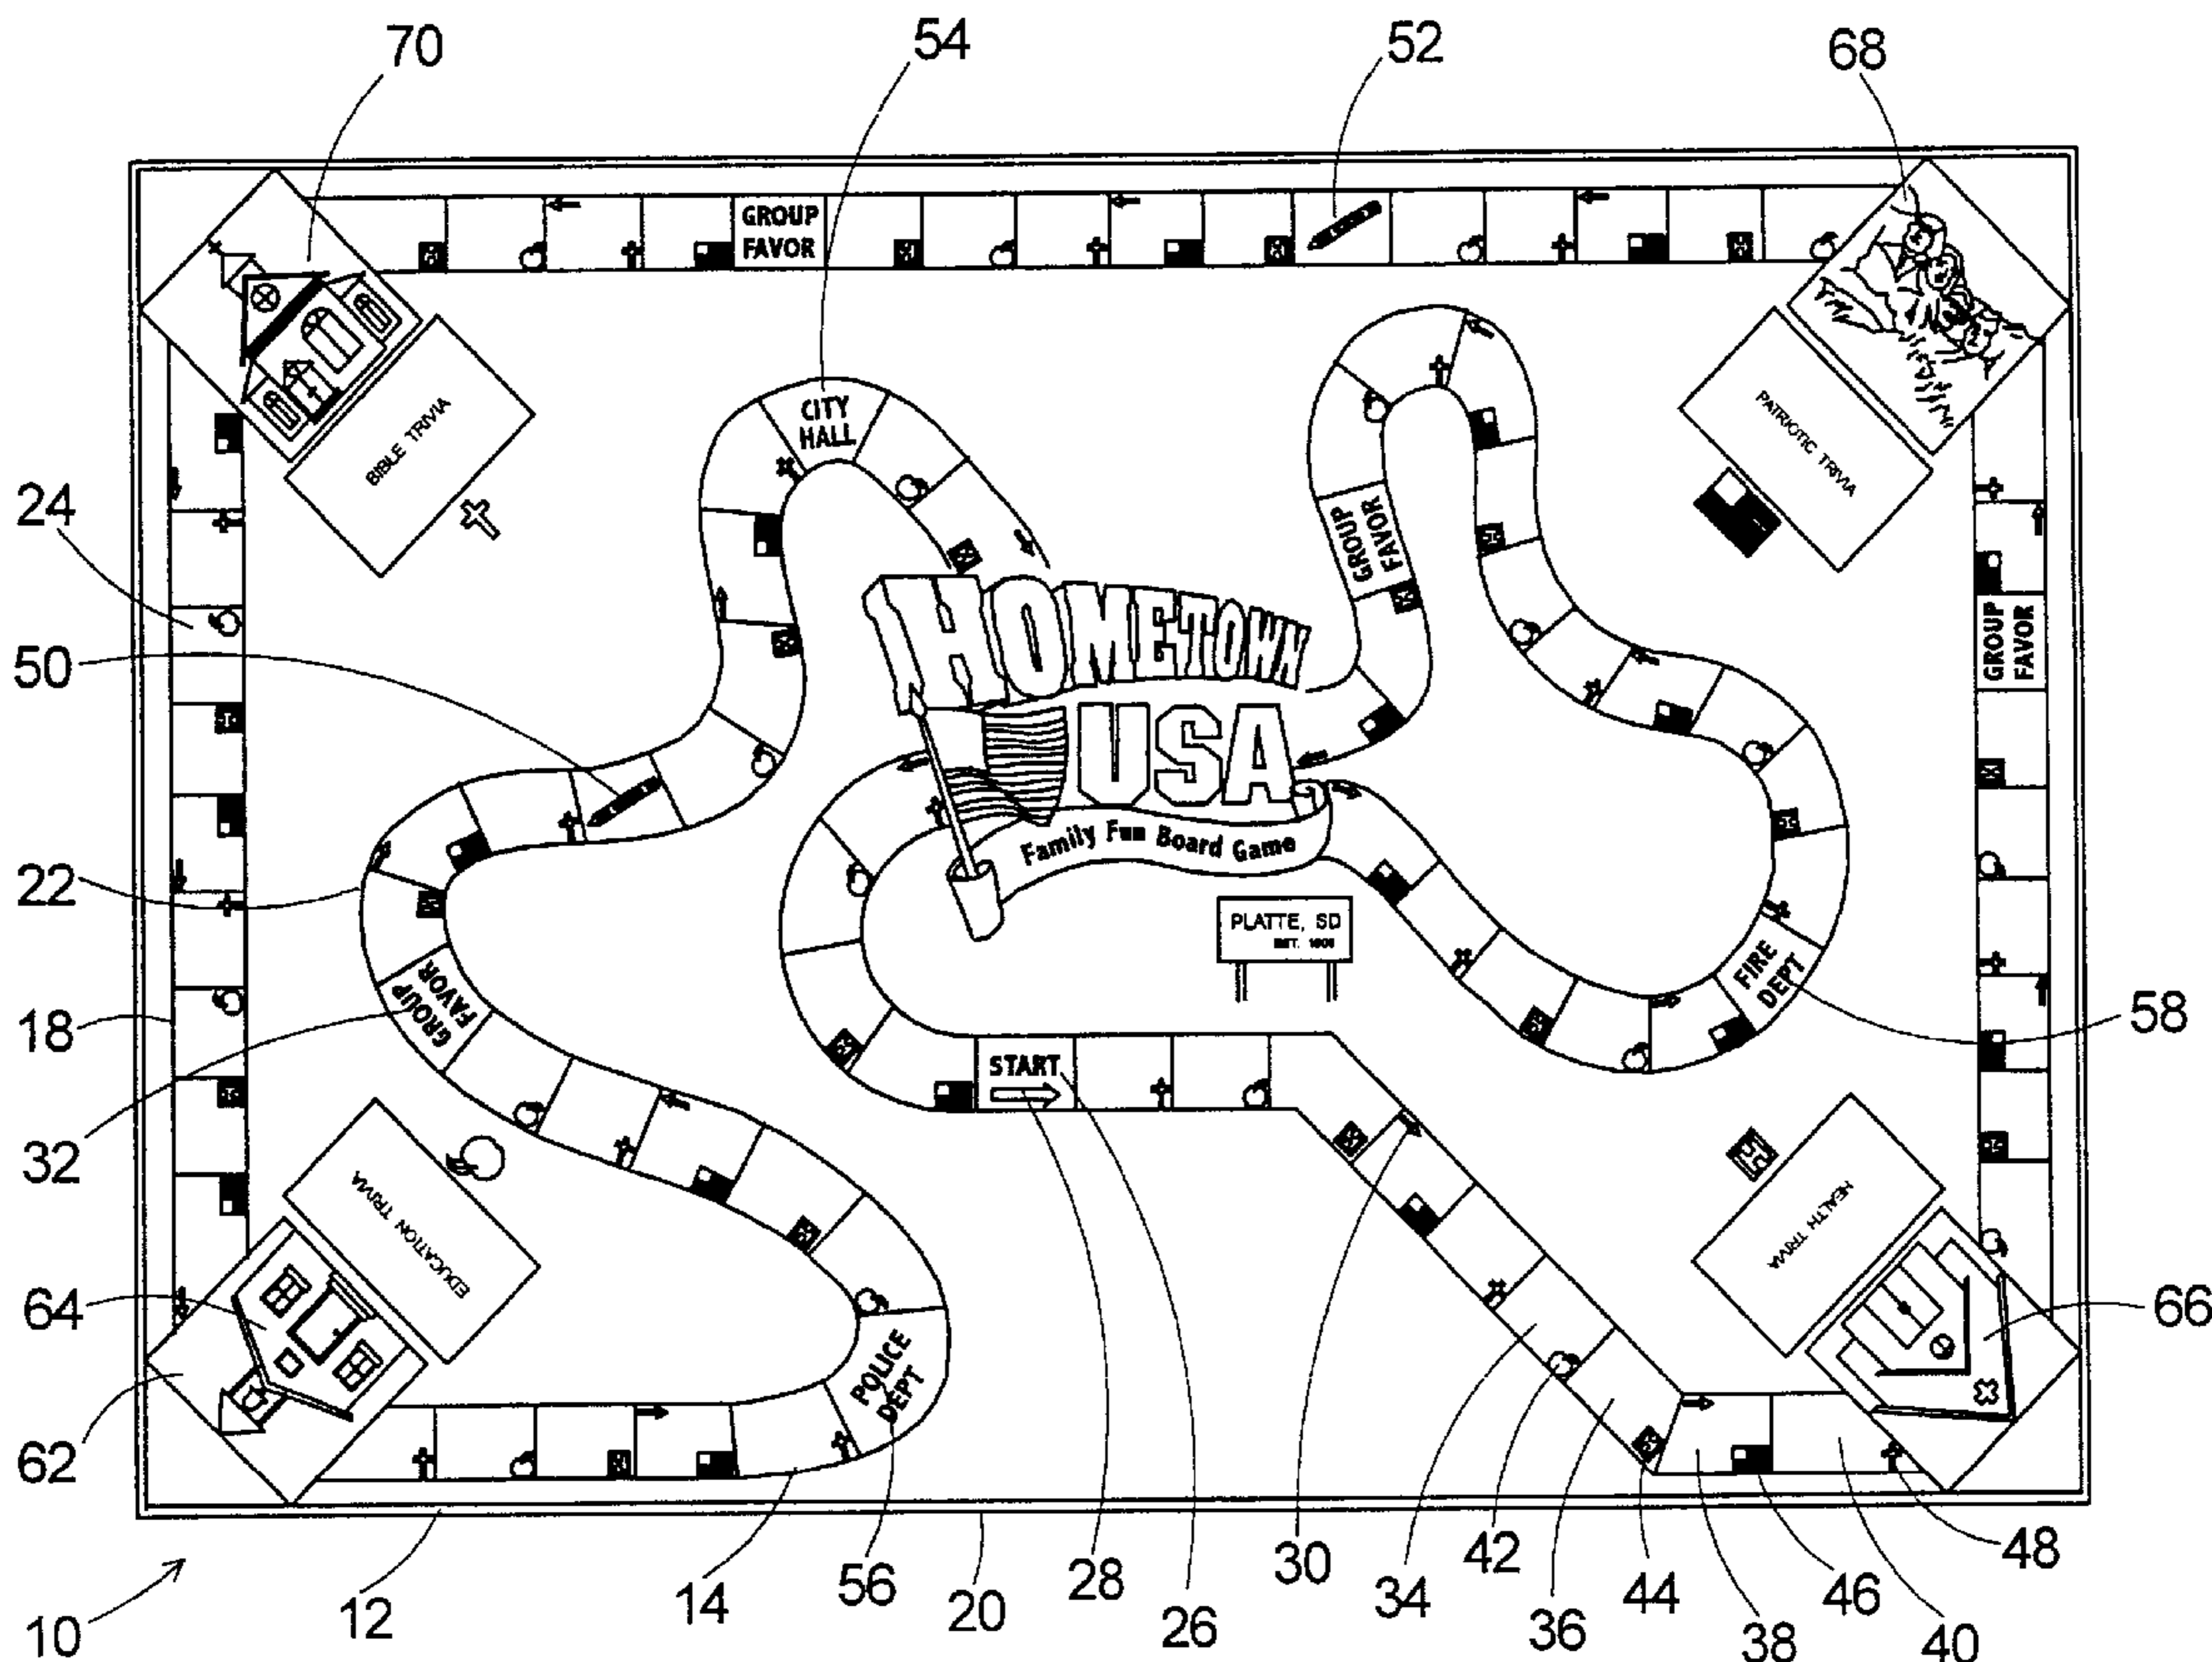 70
54
52
68
GROUP
FAVOR
CITY
HALL
BIBLE TRIVIA
PATRIOTIC TRIVIA
24
GROUP
FAVOR
HOMETOWN
GROUP
FAVOR
50
USA
Family Fun Board Game
22
PLATTE, SD
GROUP
FAVOR
FIRE
DEPT
18
58
START
32
EDUCATION TRIVIA
HEALTH TRIVIA
64
66
POLICE
DEPT
62
10
12
14
56
20
28
26
30
34
42
36
44
38
46
40
48